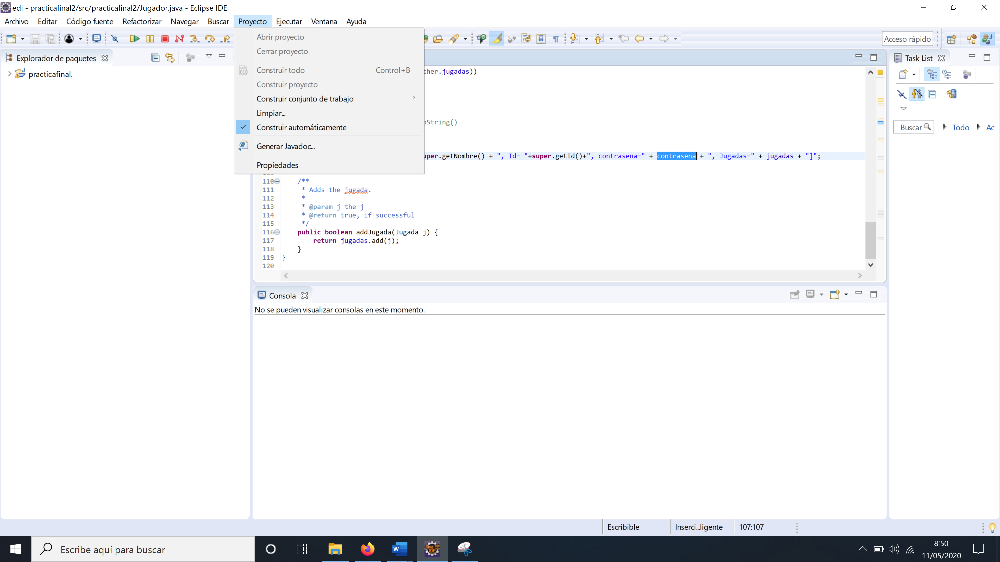 edi - practicafinal2/src/practicafinal2/Jugador.java - Eclipse IDE
Archivo Editar Código fuente Refactorizar Navegar Buscar Proyecto Ejecutar Ventana Ayuda
Acceso rápido
Explorador de paquetes
practicafinal
Abrir proyecto
Cerrar proyecto
Construir todo Control+B
Construir proyecto
Construir conjunto de trabajo
Limpiar...
Construir automáticamente
Generar Javadoc...
Propiedades
ther.jugadas))
String()
uper.getNombre() + ", Id= "+super.getId()+", contrasena=" + contrasena + ", Jugadas=" + jugadas + "]";
110 /**
111 * Adds the jugada.
112 *
113 * @param j the j
114 * @return true, if successful
115 */
116 public boolean addJugada(Jugada j) {
117 return jugadas.add(j);
118 }
119 }
120
Task List
Buscar Todo Ac
Consola
No se pueden visualizar consolas en este momento.
Escribible Inserci...ligente 107:107
Escribe aquí para buscar
Java EE
IDE
8:50
11/05/2020